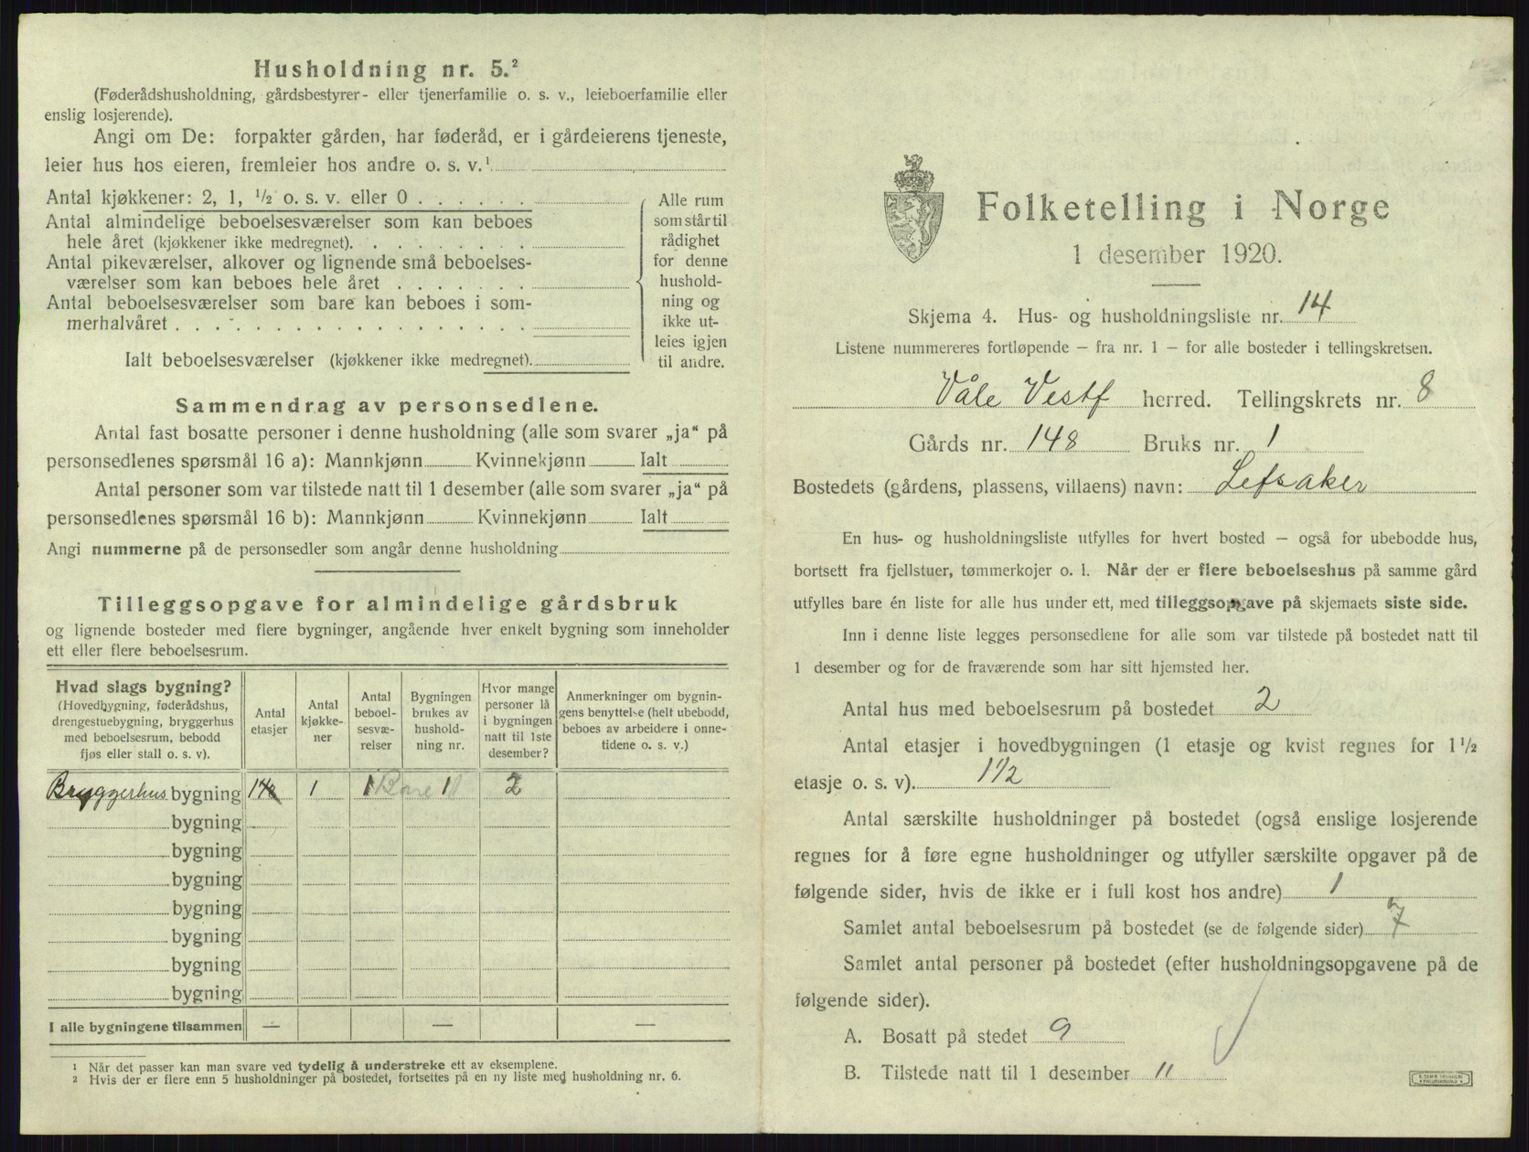 Husholdning nr. 5.²
(Føderådshusholdning, gårdsbestyrer- eller tjenerfamilie o. s. v., leieboerfamilie eller
enslig losjerende).
Angi om De: forpakter gården, har føderåd, er i gårdeierens tjeneste,
leier hus hos eieren, fremleier hos andre o. s. v.¹
Antal kjøkkener: 2, 1, ½ o. s. v. eller 0
Antal almindelige beboelsesværelser som kan beboes
hele året (kjøkkener ikke medregnet).
Antal pikeværelser, alkover og lignende små beboelses-
værelser som kan beboes hele året
Antal beboelsesværelser som bare kan beboes i som-
merhalvåret
Ialt beboelsesværelser (kjøkkener ikke medregnet).
Alle rum
som står til
rådighet
for denne
hushold-
ning og
ikke ut-
leies igjen
til andre.
Sammendrag av personsedlene.
Antal fast bosatte personer i denne husholdning (alle som svarer „ja“ på
personsedlenes spørsmål 16 a): Mannkjønn Kvinnekjønn Ialt
Antal personer som var tilstede natt til 1 desember (alle som svarer „ja“ på
personsedlenes spørsmål 16 b): Mannkjønn Kvinnekjønn Ialt
Angi nummerne på de personsedler som angår denne husholdning
Tilleggsopgave for almindelige gårdsbruk
og lignende bosteder med flere bygninger, angående hver enkelt bygning som inneholder
ett eller flere beboelsesrum.
Hvad slags bygning?
(Hovedbygning, føderådshus,
drengestuebygning, bryggerhus
med beboelsesrum, bebodd
fjøs eller stall o. s. v).
Antal
etasjer
Antal
kjøkke-
ner
Antal
beboel-
sesvæ-
relser
Bygningen
brukes av
hushold-
ning nr.
Hvor mange
personer lå
i bygningen
natt til 1ste
desember?
Anmerkninger om bygnin-
gens benyttelse (helt ubebodd,
beboes av arbeidere i onne-
tidene o. s. v.)
Bryggerhus bygning 1 1 1 1 2
bygning
bygning
bygning
bygning
bygning
bygning
bygning
I alle bygningene tilsammen — — —
¹ Når det passer kan man svare ved tydelig å understreke ett av eksemplene.
² Hvis der er flere enn 5 husholdninger på bostedet, fortsettes på en ny liste med husholdning nr. 6.
Folketelling i Norge
1 desember 1920.
Skjema 4. Hus- og husholdningsliste nr. 14
Listene nummereres fortløpende — fra nr. 1 — for alle bosteder i tellingskretsen.
Våle Vestf herred. Tellingskrets nr. 8
Gårds nr. 148 Bruks nr. 1
Bostedets (gårdens, plassens, villaens) navn: Lefsaker
En hus- og husholdningsliste utfylles for hvert bosted — også for ubebodde hus,
bortsett fra fjellstuer, tømmerkojer o. l. Når der er flere beboelseshus på samme gård
utfylles bare én liste for alle hus under ett, med tilleggsopgave på skjemaets siste side.
Inn i denne liste legges personsedlene for alle som var tilstede på bostedet natt til
1 desember og for de fraværende som har sitt hjemsted her.
Antal hus med beboelsesrum på bostedet 2
Antal etasjer i hovedbygningen (1 etasje og kvist regnes for 1½
etasje o. s. v). 1½
Antal særskilte husholdninger på bostedet (også enslige losjerende
regnes for å føre egne husholdninger og utfyller særskilte opgaver på de
følgende sider, hvis de ikke er i full kost hos andre) 1
Samlet antal beboelsesrum på bostedet (se de følgende sider) 7
Samlet antal personer på bostedet (efter husholdningsopgavene på de
følgende sider).
A. Bosatt på stedet 9
B. Tilstede natt til 1 desember 11